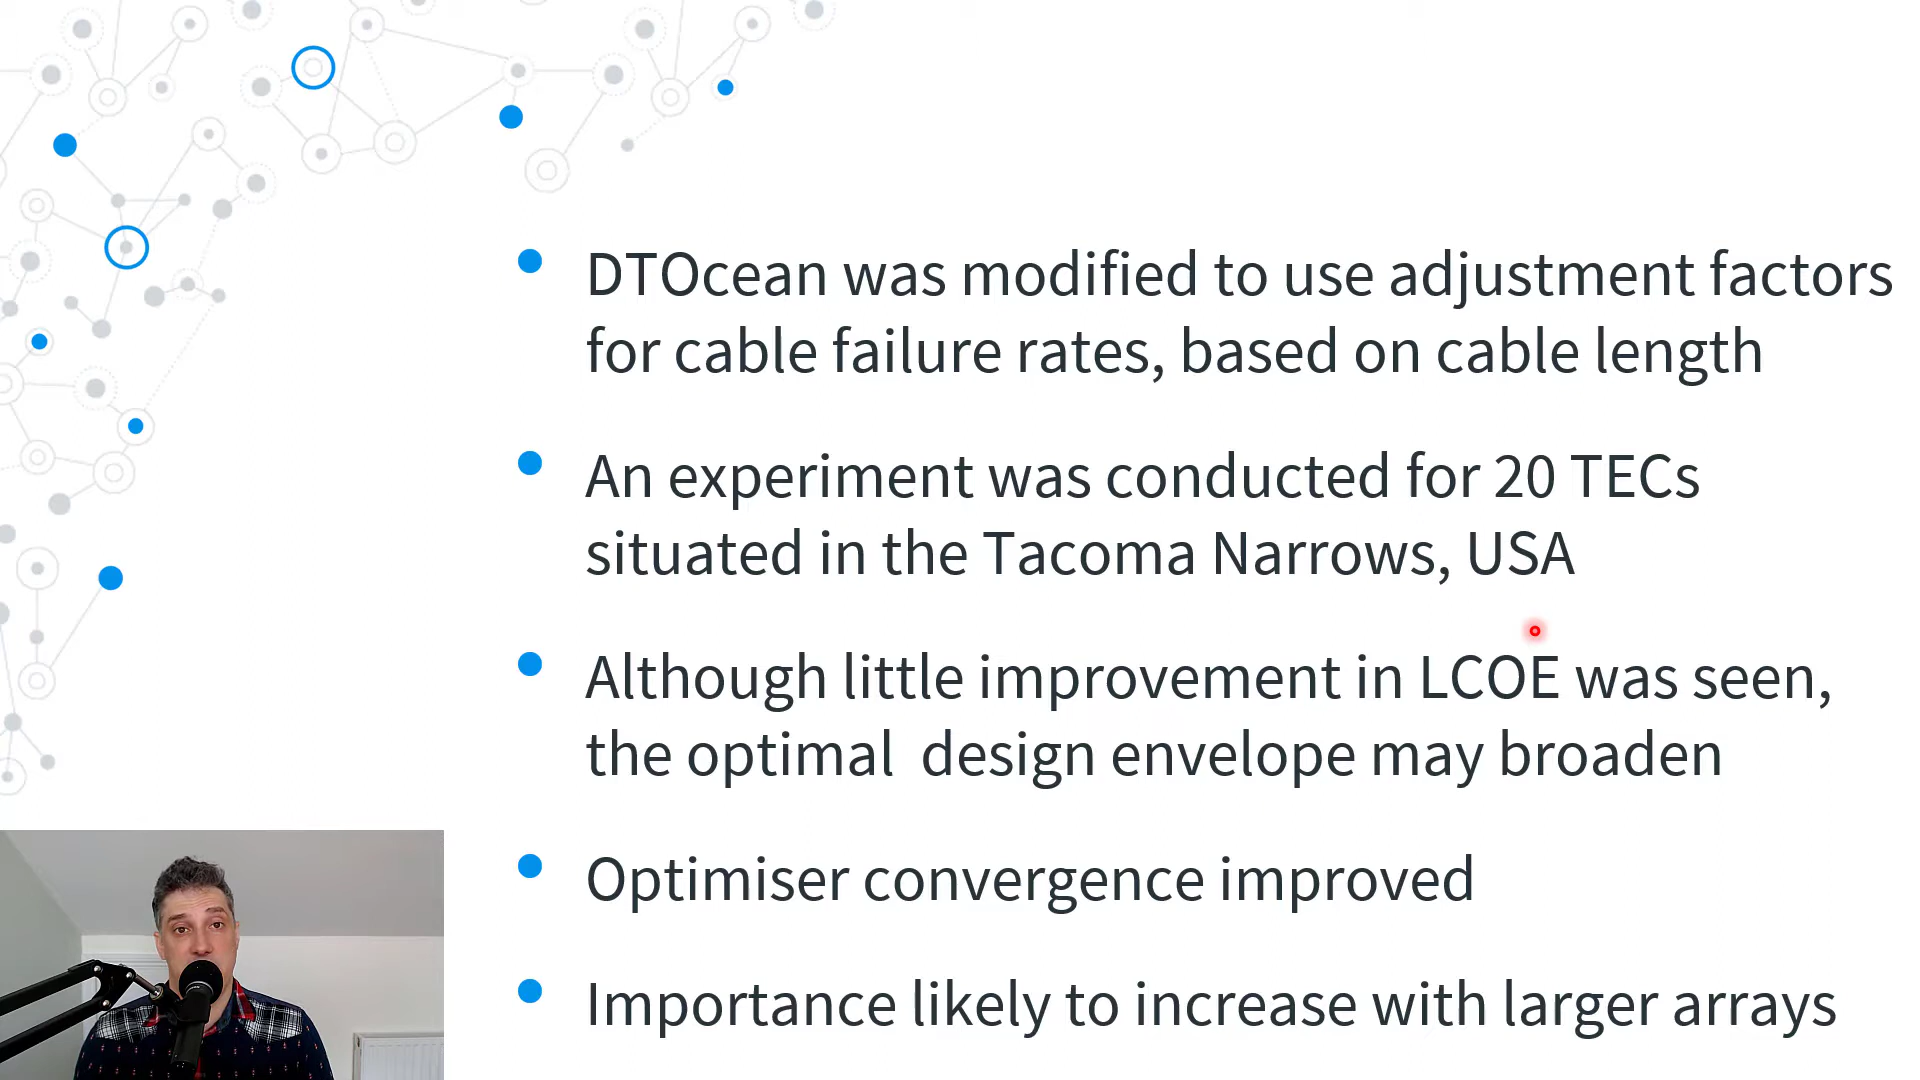 DTOcean was modified to use adjustment factors
for cable failure rates, based on cable length
An experiment was conducted for 20 TECs
situated in the Tacoma Narrows, USA
Although little improvement in LCOE was seen,
the optimal  design envelope may broaden
Optimiser convergence improved
Importance likely to increase with larger arrays